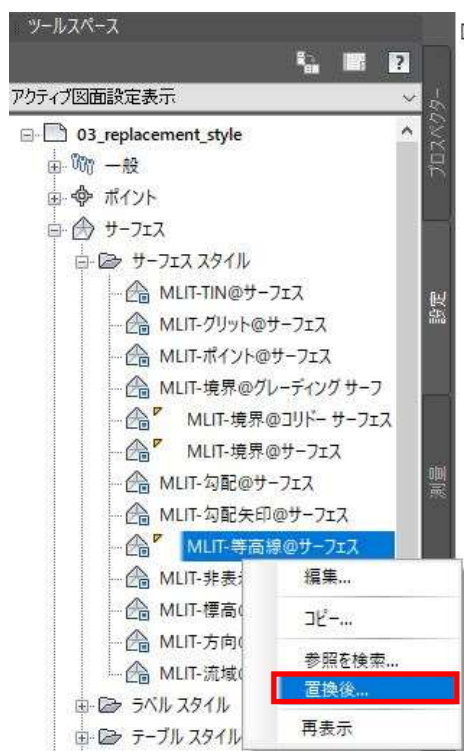 ツールスペース
?
アクティブ図面設定表示
03_replacement_style
一般
ポイント
サーフェス
サーフェス スタイル
MLIT-TIN@サーフェス
MLIT-グリット@サーフェス
MLIT-ポイント@サーフェス
MLIT-境界@グレーディング サーフ
MLIT-境界@コリドー サーフェス
MLIT-境界@サーフェス
MLIT-勾配@サーフェス
MLIT-勾配矢印@サーフェス
MLIT-等高線@サーフェス
MLIT-非表
MLIT-標高
MLIT-方向
MLIT-流域
ラベル スタイル
テーブル スタイル
編集...
コピー...
参照を検索...
置換後...
再表示
プロスペクター
設定
測量